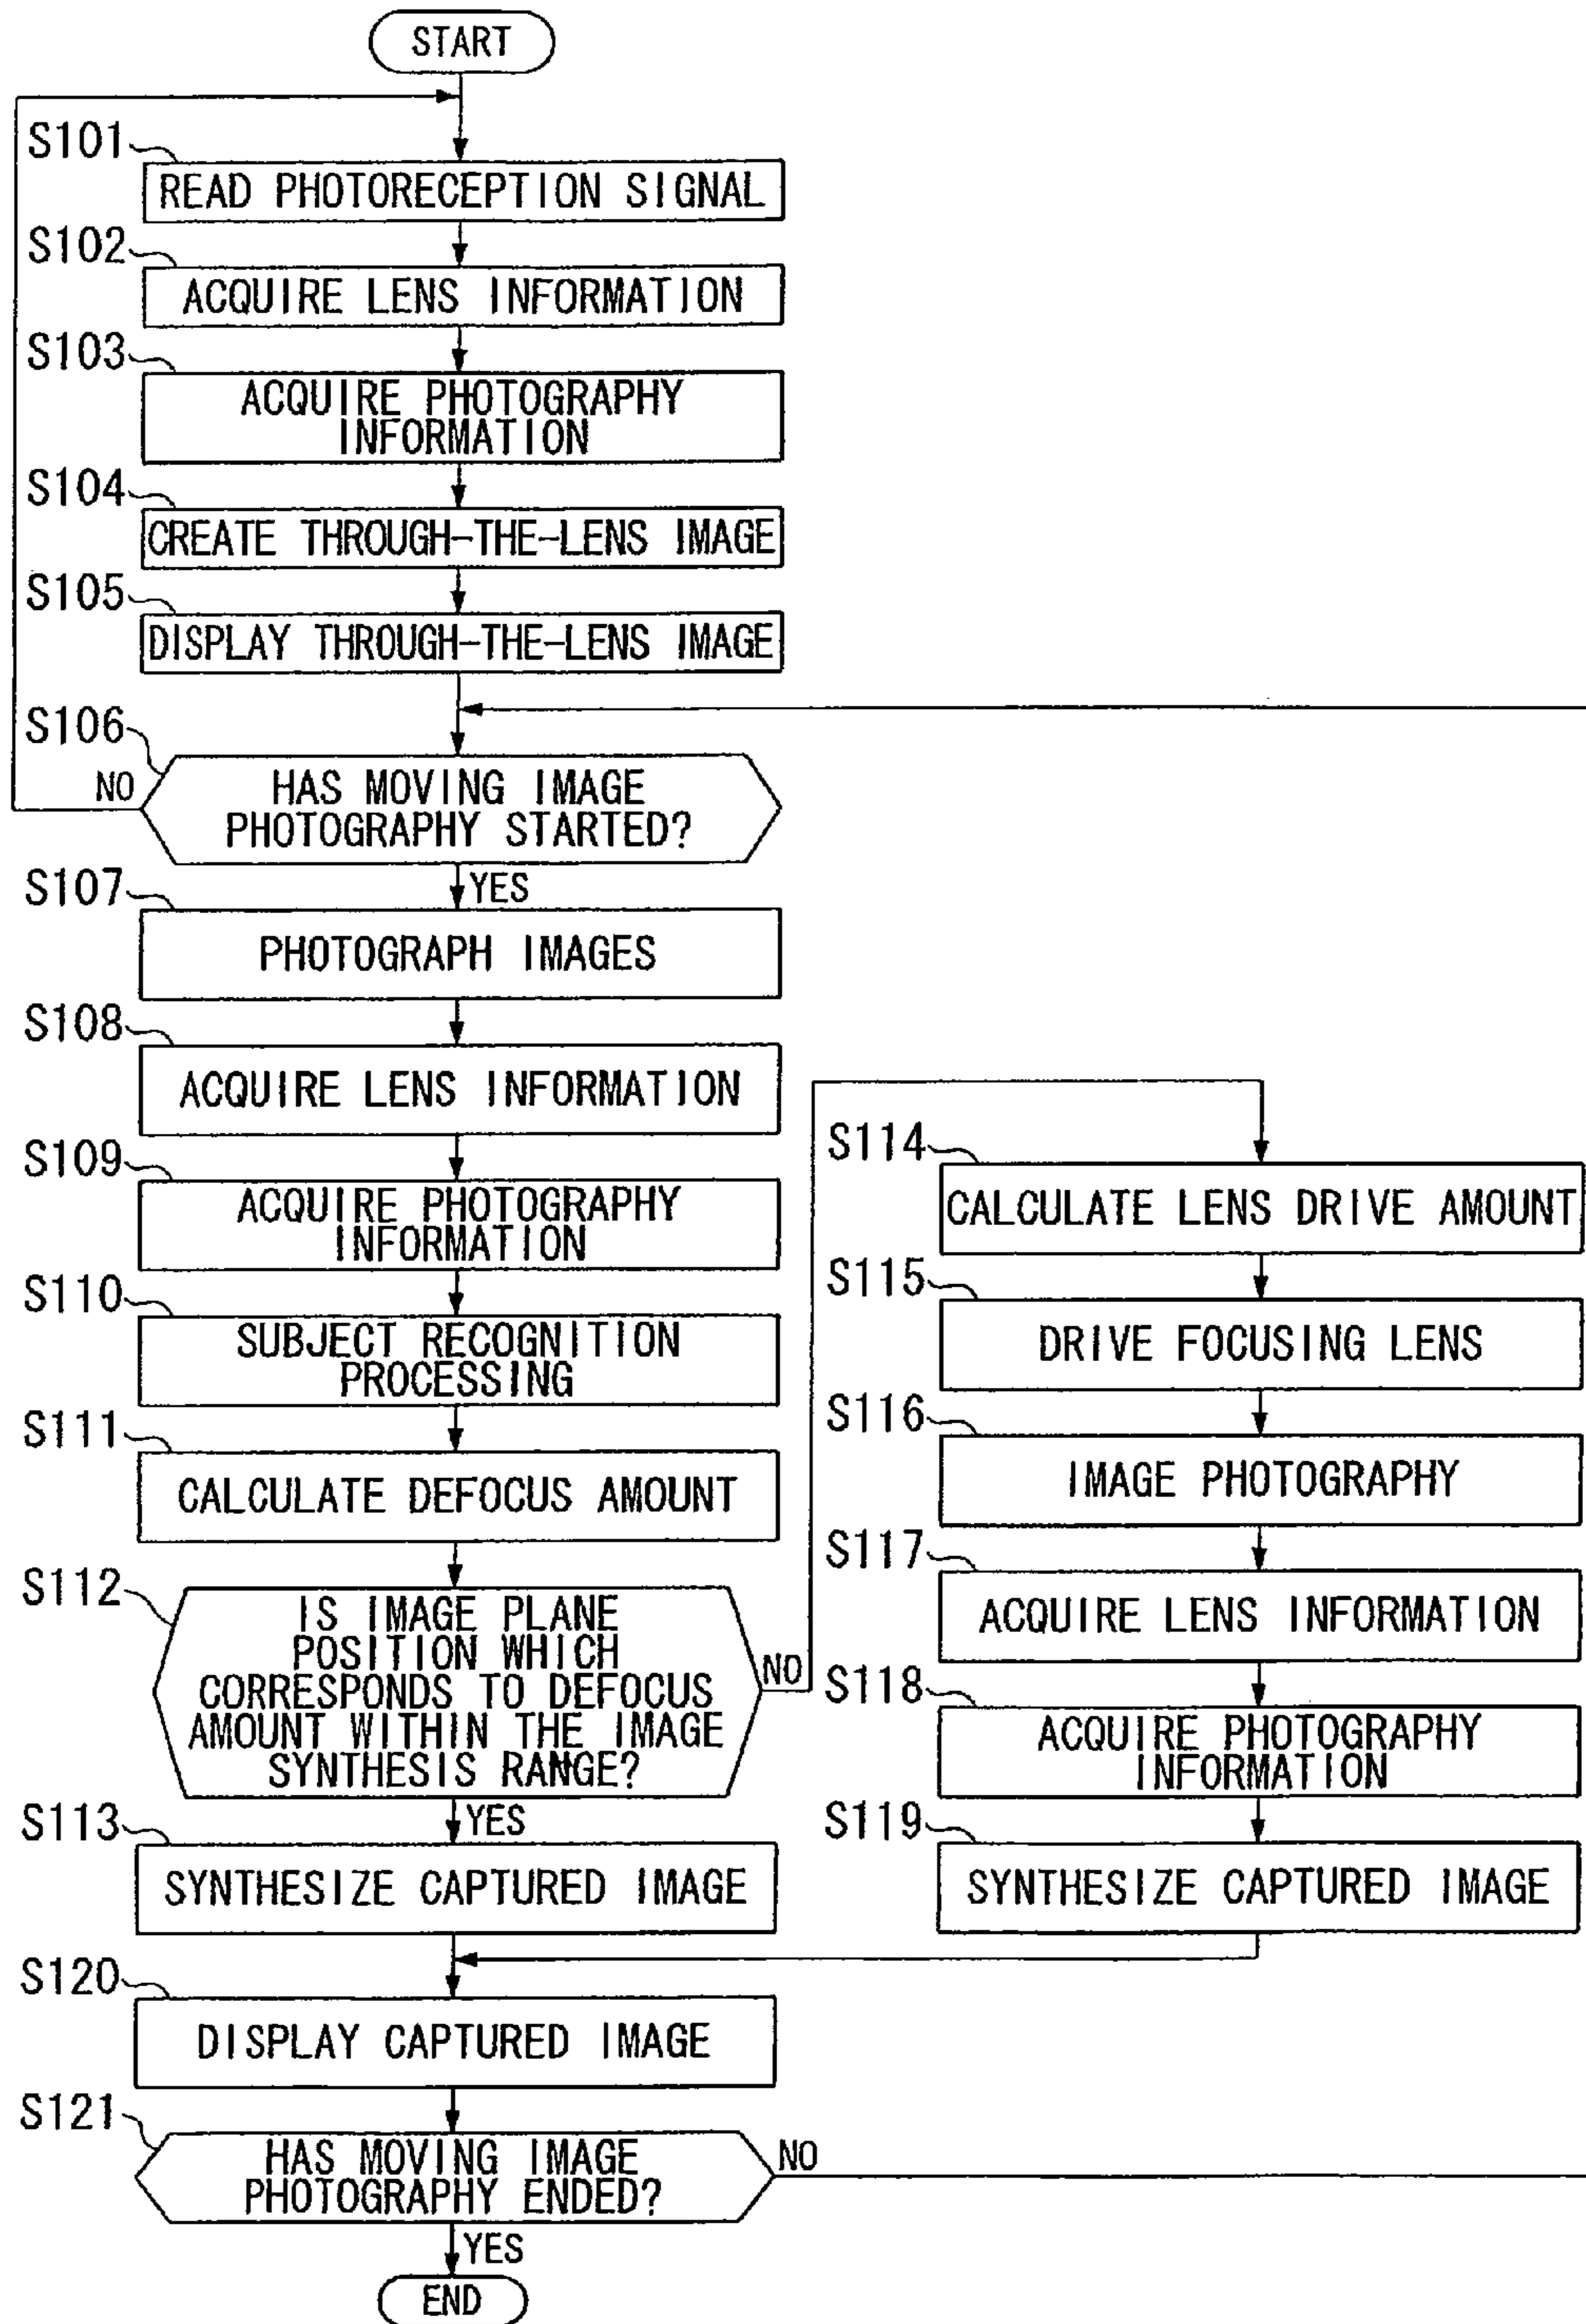 START
S101
READ PHOTORECEPTION SIGNAL
S102
ACQUIRE LENS INFORMATION
S103
ACQUIRE PHOTOGRAPHY
INFORMATION
S104
CREATE THROUGH-THE-LENS IMAGE
S105
DISPLAY THROUGH-THE-LENS IMAGE
S106
NO
HAS MOVING IMAGE
PHOTOGRAPHY STARTED?
YES
S107
PHOTOGRAPH IMAGES
S108
ACQUIRE LENS INFORMATION
S109
ACQUIRE PHOTOGRAPHY
INFORMATION
S110
SUBJECT RECOGNITION
PROCESSING
S111
CALCULATE DEFOCUS AMOUNT
S112
IS IMAGE PLANE
POSITION WHICH
CORRESPONDS TO DEFOCUS
AMOUNT WITHIN THE IMAGE
SYNTHESIS RANGE?
NO
YES
S113
SYNTHESIZE CAPTURED IMAGE
S114
CALCULATE LENS DRIVE AMOUNT
S115
DRIVE FOCUSING LENS
S116
IMAGE PHOTOGRAPHY
S117
ACQUIRE LENS INFORMATION
S118
ACQUIRE PHOTOGRAPHY
INFORMATION
S119
SYNTHESIZE CAPTURED IMAGE
S120
DISPLAY CAPTURED IMAGE
S121
HAS MOVING IMAGE
PHOTOGRAPHY ENDED?
NO
YES
END